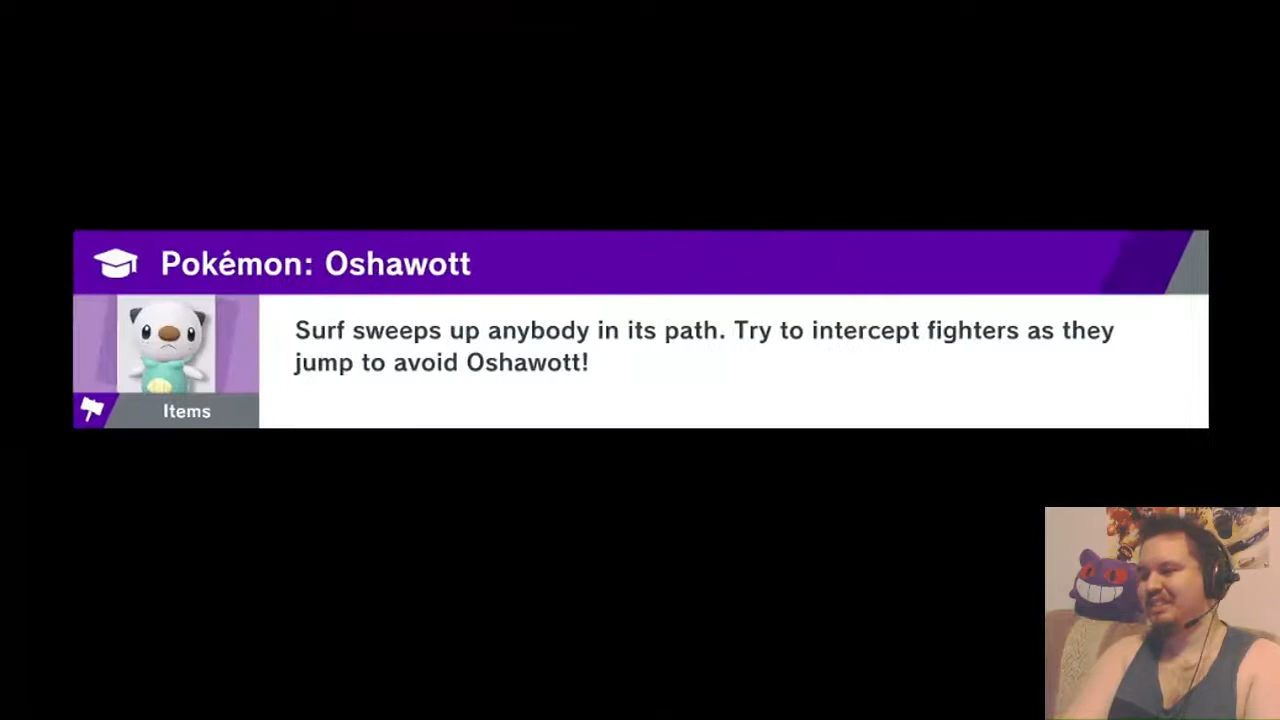 Pokémon: Oshawott
Surf sweeps up anybody in its path. Try to intercept fighters as they
jump to avoid Oshawott!
Items